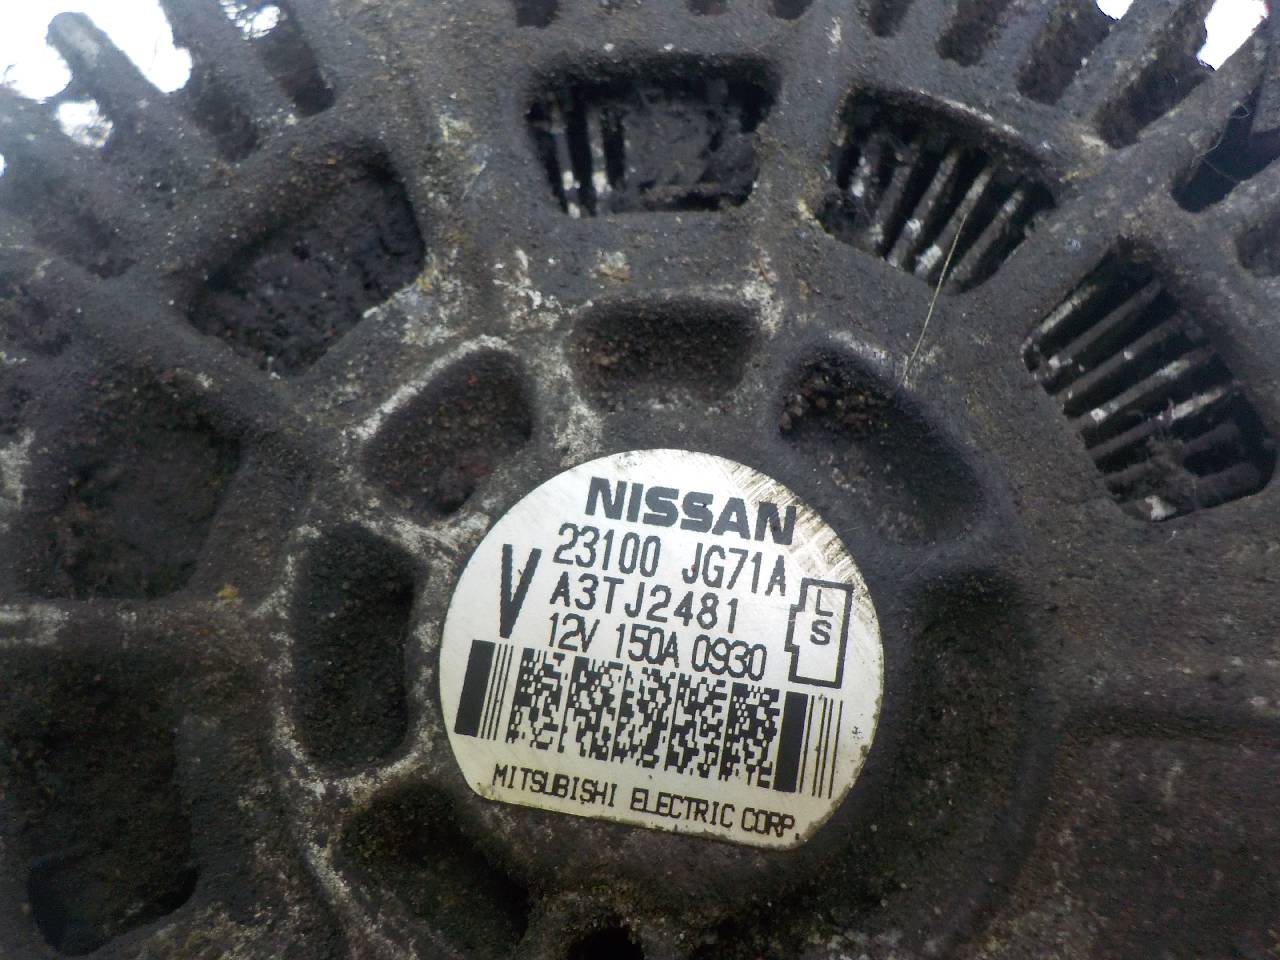 NISSAN
23100 JG71A
V A3TJ2481
L
S
12V 150A 0930
MITSUBISHI ELECTRIC CORP.